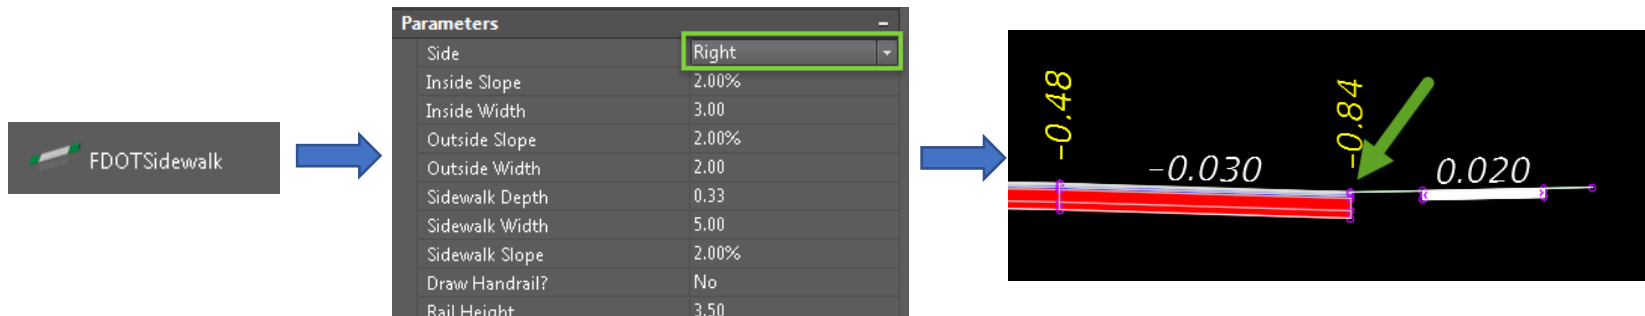 FDOTSidewalk
Parameters –
Side Right
Inside Slope 2.00%
Inside Width 3.00
Outside Slope 2.00%
Outside Width 2.00
Sidewalk Depth 0.33
Sidewalk Width 5.00
Sidewalk Slope 2.00%
Draw Handrail? No
Rail Height 3.50
-0.48
-0.030
-0.84
0.020